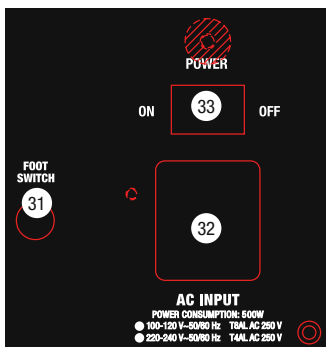 POWER
ON 33 OFF
FOOT
SWITCH
31
32
AC INPUT
POWER CONSUMPTION: 500W
100-120 V~50/60 Hz T8AL AC 250 V
220-240 V~50/60 Hz T4AL AC 250 V